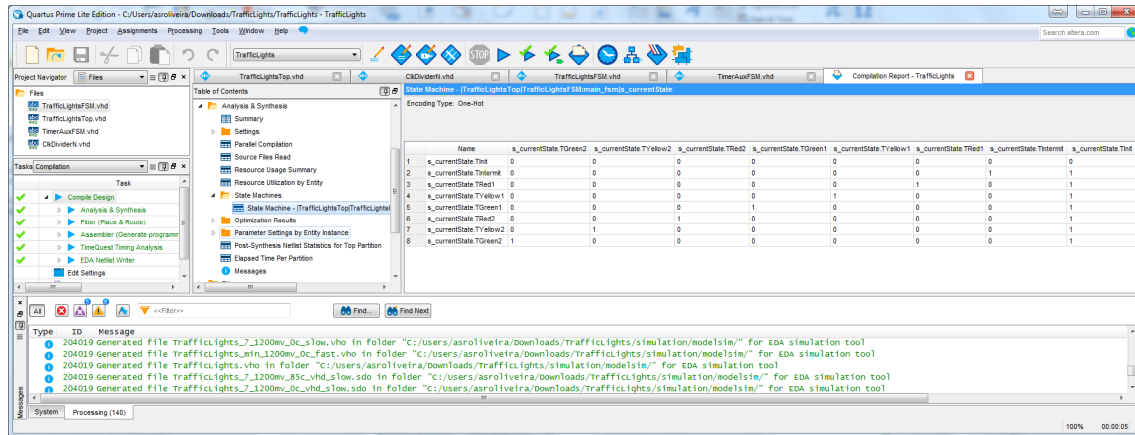 Quartus Prime Lite Edition - C:/Users/asroliveira/Downloads/TrafficLights/TrafficLights - TrafficLights
File Edit View Project Assignments Processing Tools Window Help
Search altera.com
TrafficLights
Project Navigator Files
Files
TrafficLightsFSM.vhd
TrafficLightsTop.vhd
TimerAuxFSM.vhd
ClkDividerN.vhd
Tasks Compilation
Task
Compile Design
Analysis & Synthesis
Fitter (Place & Route)
Assembler (Generate programm
TimeQuest Timing Analysis
EDA Netlist Writer
Edit Settings
TrafficLightsTop.vhd ClkDividerN.vhd TrafficLightsFSM.vhd TimerAuxFSM.vhd Compilation Report - TrafficLights
Table of Contents
Analysis & Synthesis
Summary
Settings
Parallel Compilation
Source Files Read
Resource Usage Summary
Resource Utilization by Entity
State Machines
State Machine - |TrafficLightsTop|TrafficLights
Optimization Results
Parameter Settings by Entity Instance
Post-Synthesis Netlist Statistics for Top Partition
Elapsed Time Per Partition
Messages
State Machine - |TrafficLightsTop|TrafficLightsFSM:main_fsm|s_currentState
Encoding Type: One-Hot
Name s_currentState.TGreen2 s_currentState.TYellow2 s_currentState.TRed2 s_currentState.TGreen1 s_currentState.TYellow1 s_currentState.TRed1 s_currentState.TIntermit s_currentState.TInit
1 s_currentState.TInit 0 0 0 0 0 0 0 0
2 s_currentState.TIntermit 0 0 0 0 0 0 1 1
3 s_currentState.TRed1 0 0 0 0 0 1 0 1
4 s_currentState.TYellow1 0 0 0 0 1 0 0 1
5 s_currentState.TGreen1 0 0 0 1 0 0 0 1
6 s_currentState.TRed2 0 0 1 0 0 0 0 1
7 s_currentState.TYellow2 0 1 0 0 0 0 0 1
8 s_currentState.TGreen2 1 0 0 0 0 0 0 1
All <<Filter>> Find... Find Next
Type ID Message
204019 Generated file TrafficLights_7_1200mv_0c_slow.vho in folder "C:/Users/asroliveira/Downloads/TrafficLights/simulation/modelsim/" for EDA simulation tool
204019 Generated file TrafficLights_min_1200mv_0c_fast.vho in folder "C:/Users/asroliveira/Downloads/TrafficLights/simulation/modelsim/" for EDA simulation tool
204019 Generated file TrafficLights.vho in folder "C:/Users/asroliveira/Downloads/TrafficLights/simulation/modelsim/" for EDA simulation tool
204019 Generated file TrafficLights_7_1200mv_85c_vhd_slow.sdo in folder "C:/Users/asroliveira/Downloads/TrafficLights/simulation/modelsim/" for EDA simulation tool
204019 Generated file TrafficLights_7_1200mv_0c_vhd_slow.sdo in folder "C:/Users/asroliveira/Downloads/TrafficLights/simulation/modelsim/" for EDA simulation tool
Messages
System Processing (140)
100% 00:00:05